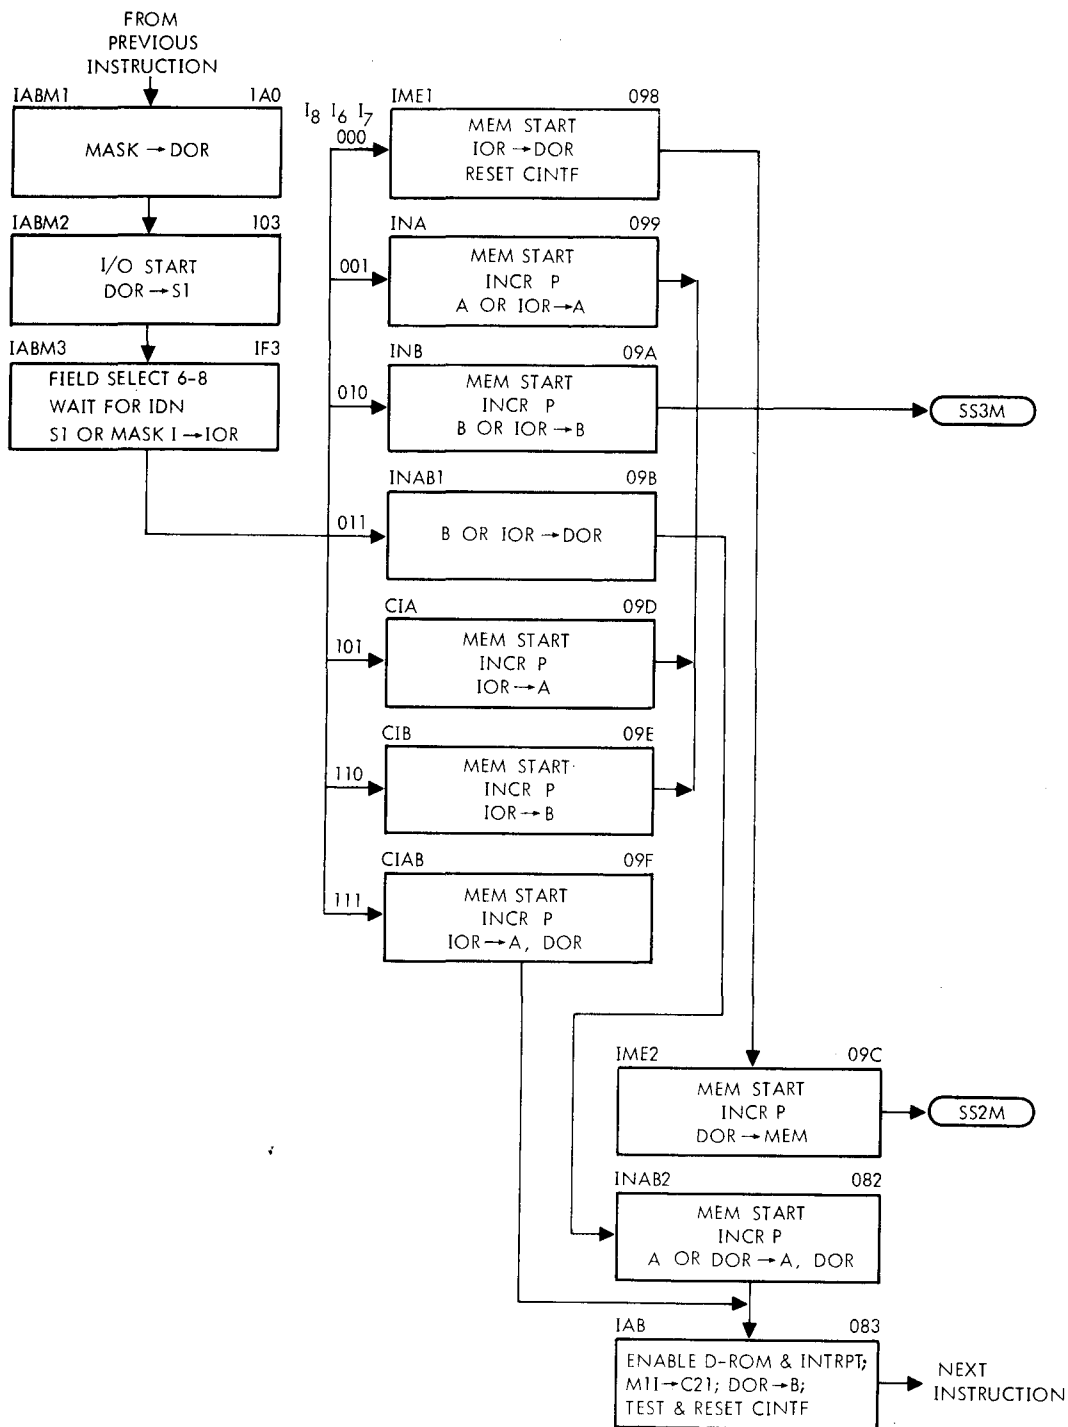 FROM
PREVIOUS
INSTRUCTION
IABM1 1A0
MASK → DOR
IABM2 103
I/O START
DOR → S1
IABM3 1F3
FIELD SELECT 6-8
WAIT FOR IDN
S1 OR MASK I → IOR
I8 I6 I7
000
IME1 098
MEM START
IOR → DOR
RESET CINTF
001
INA 099
MEM START
INCR P
A OR IOR → A
010
INB 09A
MEM START
INCR P
B OR IOR → B
SS3M
011
INAB1 09B
B OR IOR → DOR
101
CIA 09D
MEM START
INCR P
IOR → A
110
CIB 09E
MEM START
INCR P
IOR → B
111
CIAB 09F
MEM START
INCR P
IOR → A, DOR
IME2 09C
MEM START
INCR P
DOR → MEM
SS2M
INAB2 082
MEM START
INCR P
A OR DOR → A, DOR
IAB 083
ENABLE D-ROM & INTRPT;
M11 → C21; DOR → B;
TEST & RESET CINTF
NEXT
INSTRUCTION